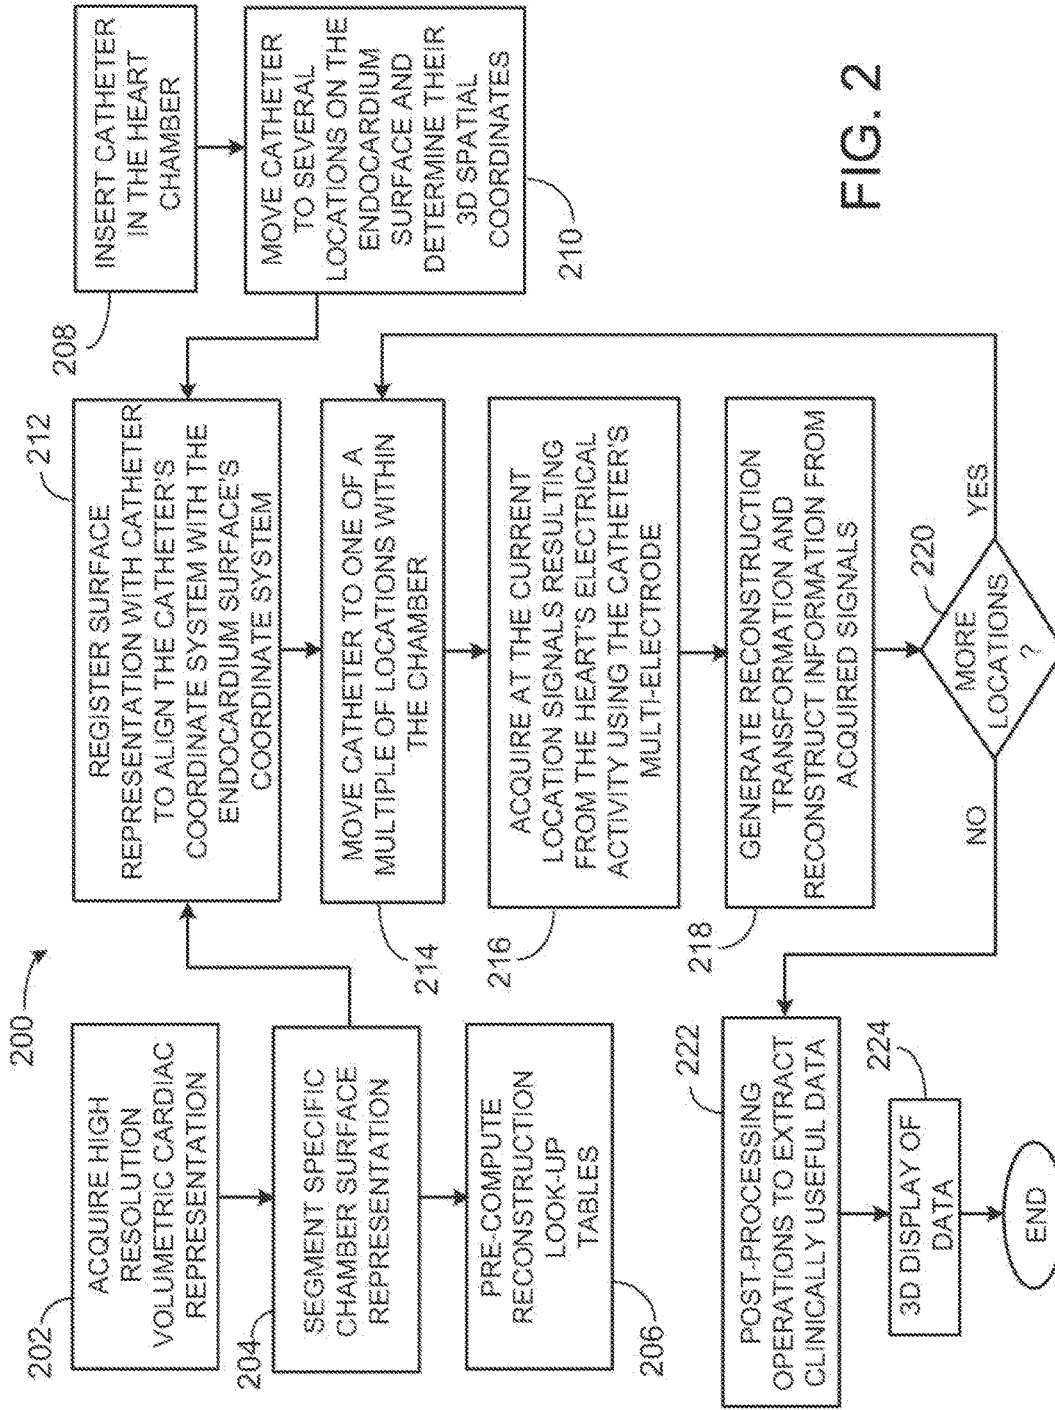 200
202
ACQUIRE HIGH
RESOLUTION
VOLUMETRIC CARDIAC
REPRESENTATION
204
SEGMENT SPECIFIC
CHAMBER SURFACE
REPRESENTATION
206
PRE-COMPUTE
RECONSTRUCTION
LOOK-UP
TABLES
208
INSERT CATHETER
IN THE HEART
CHAMBER
210
MOVE CATHETER
TO SEVERAL
LOCATIONS ON THE
ENDOCARDIUM
SURFACE AND
DETERMINE THEIR
3D SPATIAL
COORDINATES
212
REGISTER SURFACE
REPRESENTATION WITH CATHETER
TO ALIGN THE CATHETER'S
COORDINATE SYSTEM WITH THE
ENDOCARDIUM SURFACE'S
COORDINATE SYSTEM
214
MOVE CATHETER TO ONE OF A
MULTIPLE OF LOCATIONS WITHIN
THE CHAMBER
216
ACQUIRE AT THE CURRENT
LOCATION SIGNALS RESULTING
FROM THE HEART'S ELECTRICAL
ACTIVITY USING THE CATHETER'S
MULTI-ELECTRODE
218
GENERATE RECONSTRUCTION
TRANSFORMATION AND
RECONSTRUCT INFORMATION FROM
ACQUIRED SIGNALS
220
MORE
LOCATIONS
?
YES
NO
222
POST-PROCESSING
OPERATIONS TO EXTRACT
CLINICALLY USEFUL DATA
224
3D DISPLAY OF
DATA
END
FIG. 2